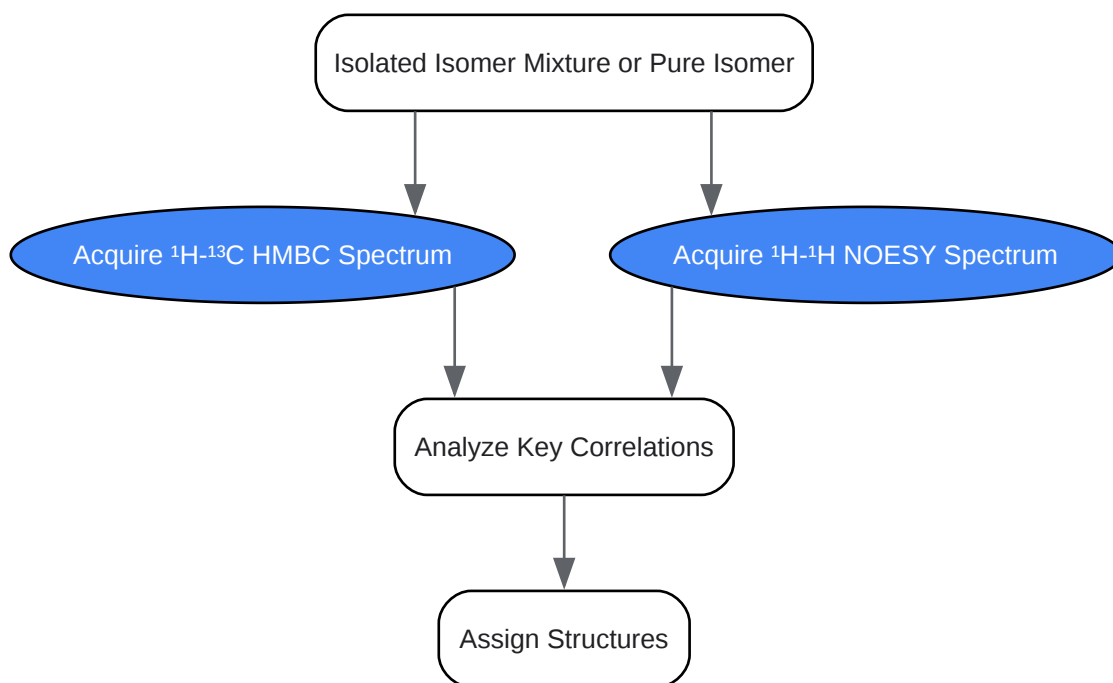 Isolated Isomer Mixture or Pure Isomer
Acquire ¹H-¹³C HMBC Spectrum
Acquire ¹H-¹H NOESY Spectrum
Analyze Key Correlations
Assign Structures